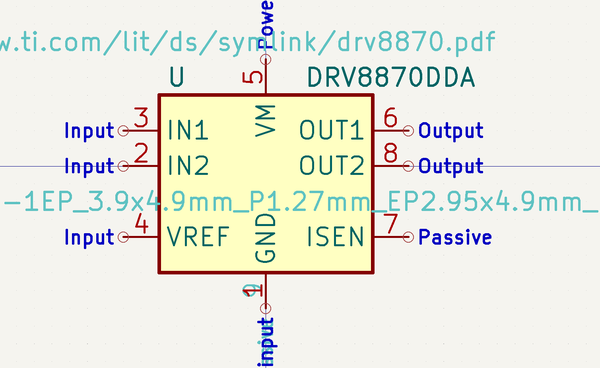 Powe
w.ti.com/lit/ds/symlink/drv8870.pdf
U DRV8870DDA
5
VM
Input 3 IN1 OUT1 6 Output
Input 2 IN2 OUT2 8 Output
-1EP_3.9x4.9mm_P1.27mm_EP2.95x4.9mm_
Input 4 VREF ISEN 7 Passive
GND
1
input